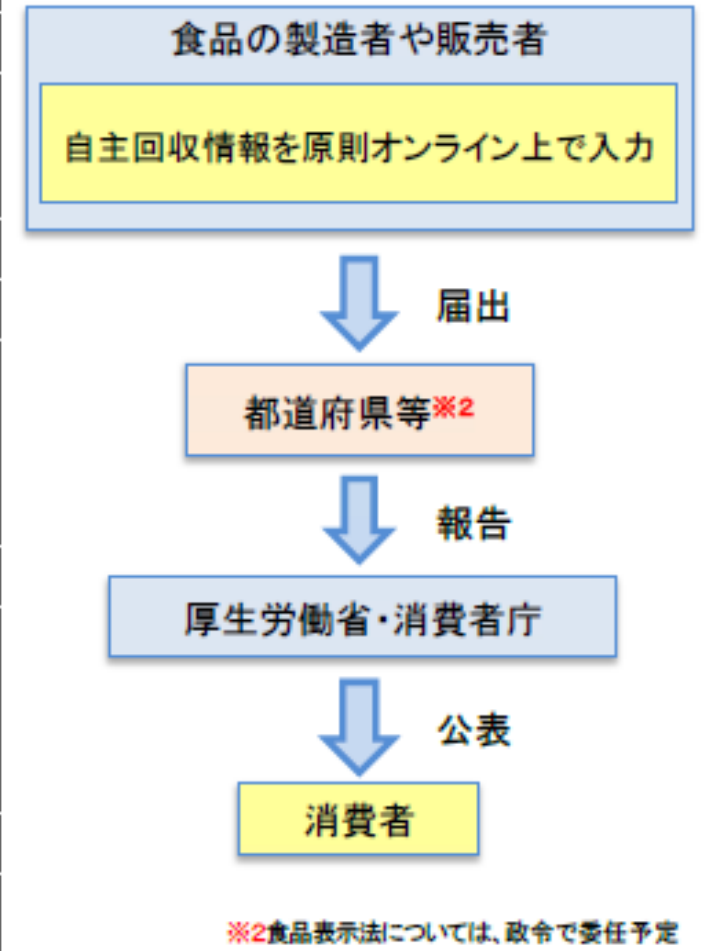 食品の製造者や販売者
自主回収情報を原則オンライン上で入力
届出
都道府県等※2
報告
厚生労働省・消費者庁
公表
消費者
※2食品表示法については、政令で委任予定